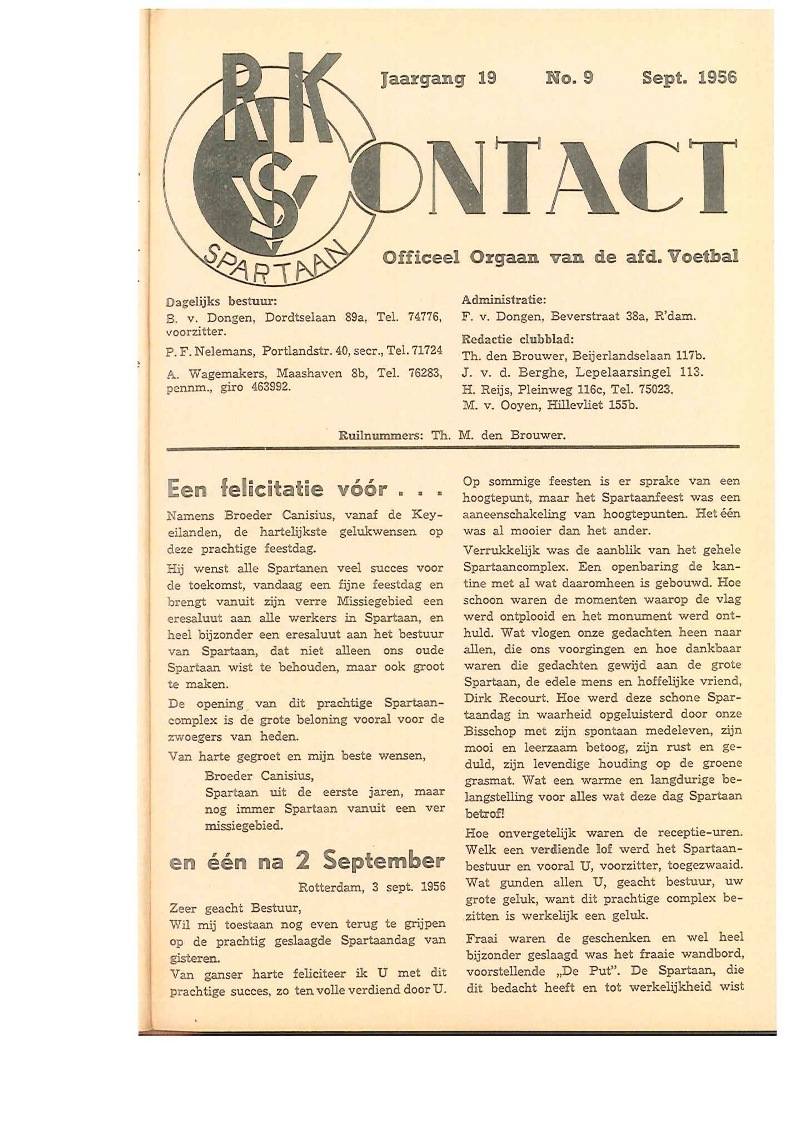 RK
SV
SPARTAAN
Jaargang 19 No. 9 Sept. 1956
CONTACT
Officeel Orgaan van de afd. Voetbal
Dagelijks bestuur:
B. v. Dongen, Dordtselaan 89a, Tel. 74776,
voorzitter.
P. F. Nelemans, Portlandstr. 40, secr., Tel. 71724
A. Wagemakers, Maashaven 8b, Tel. 76283,
pennm., giro 463992.
Administratie:
F. v. Dongen, Beverstraat 38a, R'dam.
Redactie clubblad:
Th. den Brouwer, Beijerlandselaan 117b.
J. v. d. Berghe, Lepelaarsingel 113.
H. Reijs, Pleinweg 116c, Tel. 75023.
M. v. Ooyen, Hillevliet 155b.
Ruilnummers: Th. M. den Brouwer.
Een felicitatie vóór . . .
Namens Broeder Canisius, vanaf de Key-
eilanden, de hartelijkste gelukwensen op
deze prachtige feestdag.
Hij wenst alle Spartanen veel succes voor
de toekomst, vandaag een fijne feestdag en
brengt vanuit zijn verre Missiegebied een
eresaluut aan alle werkers in Spartaan, en
heel bijzonder een eresaluut aan het bestuur
van Spartaan, dat niet alleen ons oude
Spartaan wist te behouden, maar ook groot
te maken.
De opening van dit prachtige Spartaan-
complex is de grote beloning vooral voor de
zwoegers van heden.
Van harte gegroet en mijn beste wensen,
Broeder Canisius,
Spartaan uit de eerste jaren, maar
nog immer Spartaan vanuit een ver
missiegebied.
en één na 2 September
Rotterdam, 3 sept. 1956
Zeer geacht Bestuur,
Wil mij toestaan nog even terug te grijpen
op de prachtig geslaagde Spartaandag van
gisteren.
Van ganser harte feliciteer ik U met dit
prachtige succes, zo ten volle verdiend door U.
Op sommige feesten is er sprake van een
hoogtepunt, maar het Spartaanfeest was een
aaneenschakeling van hoogtepunten. Het één
was al mooier dan het ander.
Verrukkelijk was de aanblik van het gehele
Spartaancomplex. Een openbaring de kan-
tine met al wat daaromheen is gebouwd. Hoe
schoon waren de momenten waarop de vlag
werd ontplooid en het monument werd ont-
huld. Wat vlogen onze gedachten heen naar
allen, die ons voorgingen en hoe dankbaar
waren die gedachten gewijd aan de grote
Spartaan, de edele mens en hoffelijke vriend,
Dirk Recourt. Hoe werd deze schone Spar-
taandag in waarheid opgeluisterd door onze
Bisschop met zijn spontaan medeleven, zijn
mooi en leerzaam betoog, zijn rust en ge-
duld, zijn levendige houding op de groene
grasmat. Wat een warme en langdurige be-
langstelling voor alles wat deze dag Spartaan
betrof!
Hoe onvergetelijk waren de receptie-uren.
Welk een verdiende lof werd het Spartaan-
bestuur en vooral U, voorzitter, toegezwaaid.
Wat gunden allen U, geacht bestuur, uw
grote geluk, want dit prachtige complex be-
zitten is werkelijk een geluk.
Fraai waren de geschenken en wel heel
bijzonder geslaagd was het fraaie wandbord,
voorstellende „De Put". De Spartaan, die
dit bedacht heeft en tot werkelijkheid wist